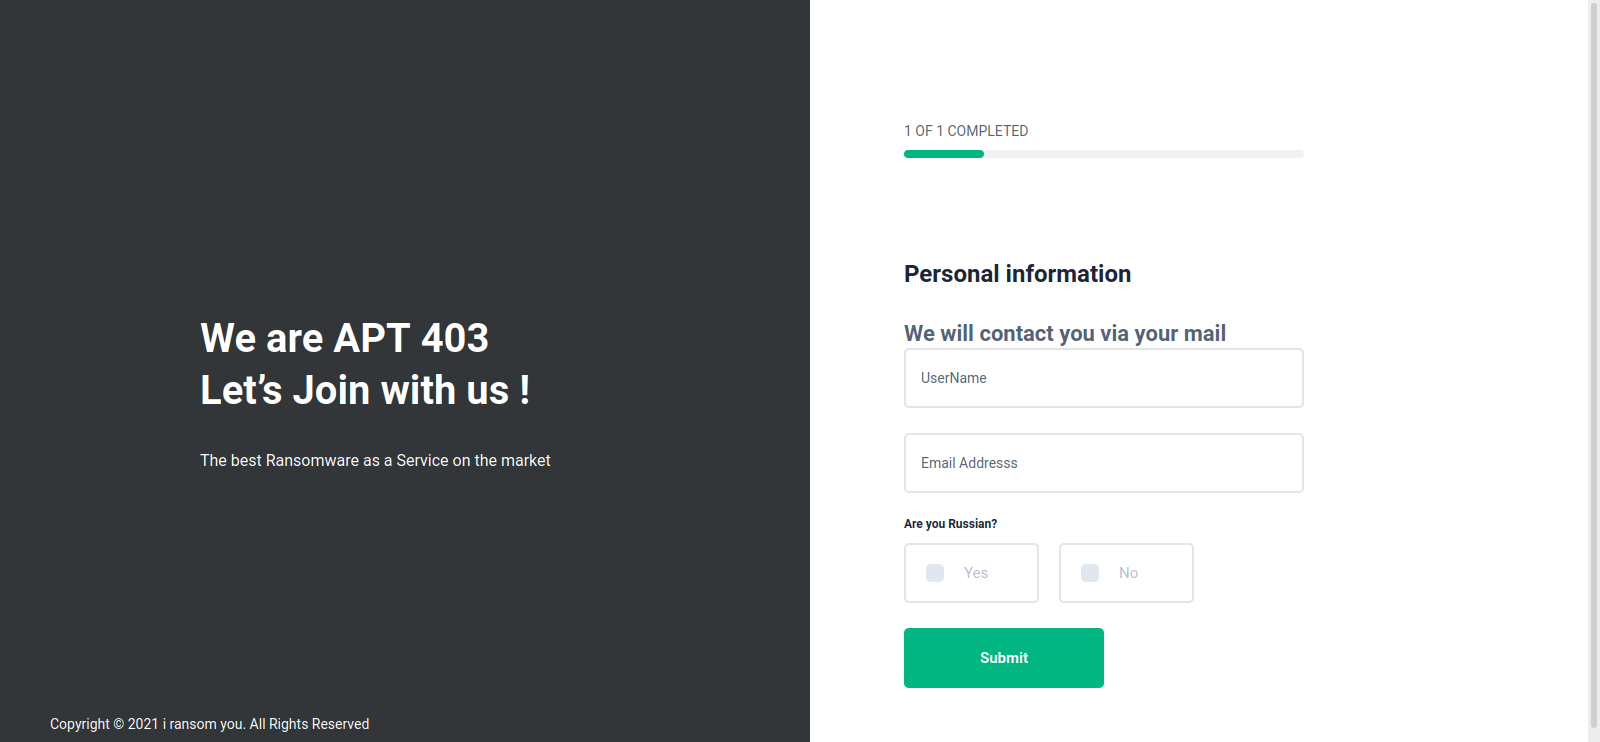 We are APT 403
Let’s Join with us !
The best Ransomware as a Service on the market
Copyright © 2021 i ransom you. All Rights Reserved
1 OF 1 COMPLETED
Personal information
We will contact you via your mail
UserName
Email Addresss
Are you Russian?
Yes
No
Submit